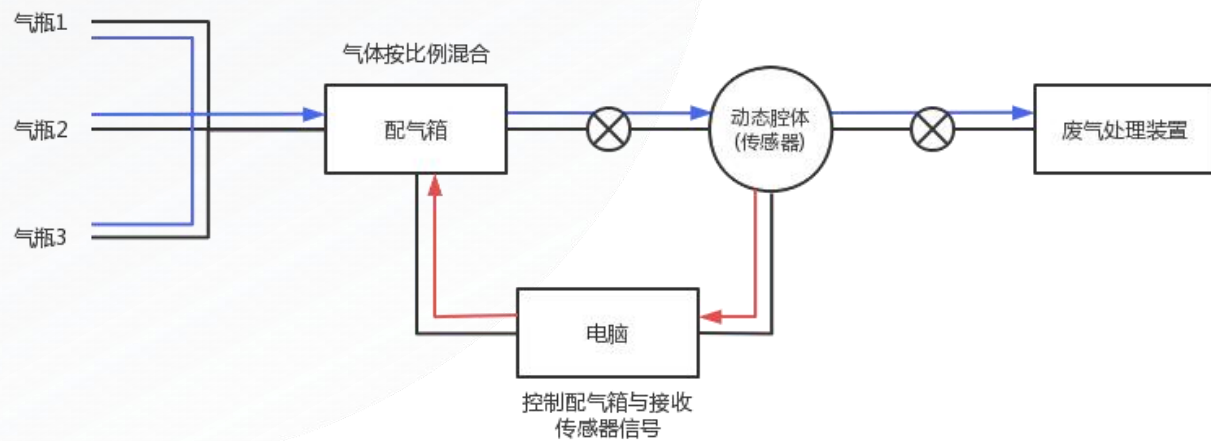 气瓶1
气体按比例混合
气瓶2
配气箱
动态腔体
(传感器)
废气处理装置
气瓶3
电脑
控制配气箱与接收
传感器信号